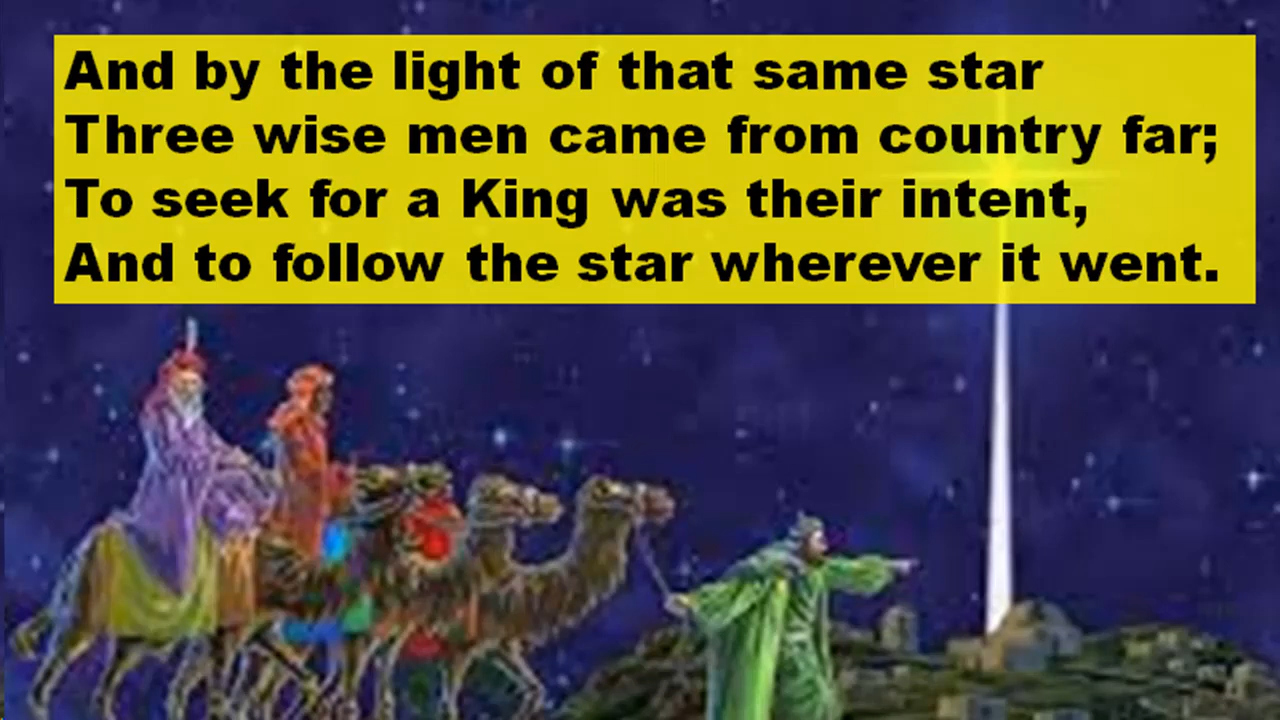 And by the light of that same star
Three wise men came from country far;
To seek for a King was their intent,
And to follow the star wherever it went.